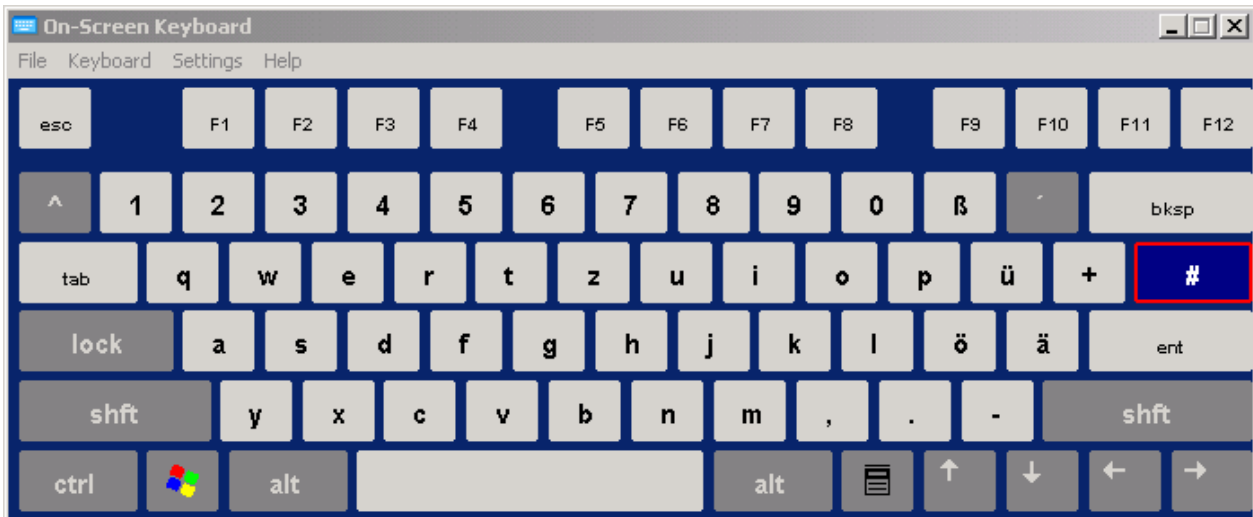 On-Screen Keyboard
File Keyboard Settings Help
esc F1 F2 F3 F4 F5 F6 F7 F8 F9 F10 F11 F12
^ 1 2 3 4 5 6 7 8 9 0 ß ´ bksp
tab q w e r t z u i o p ü + #
lock a s d f g h j k l ö ä ent
shft y x c v b n m , . - shft
ctrl alt alt ↑ ↓ ← →